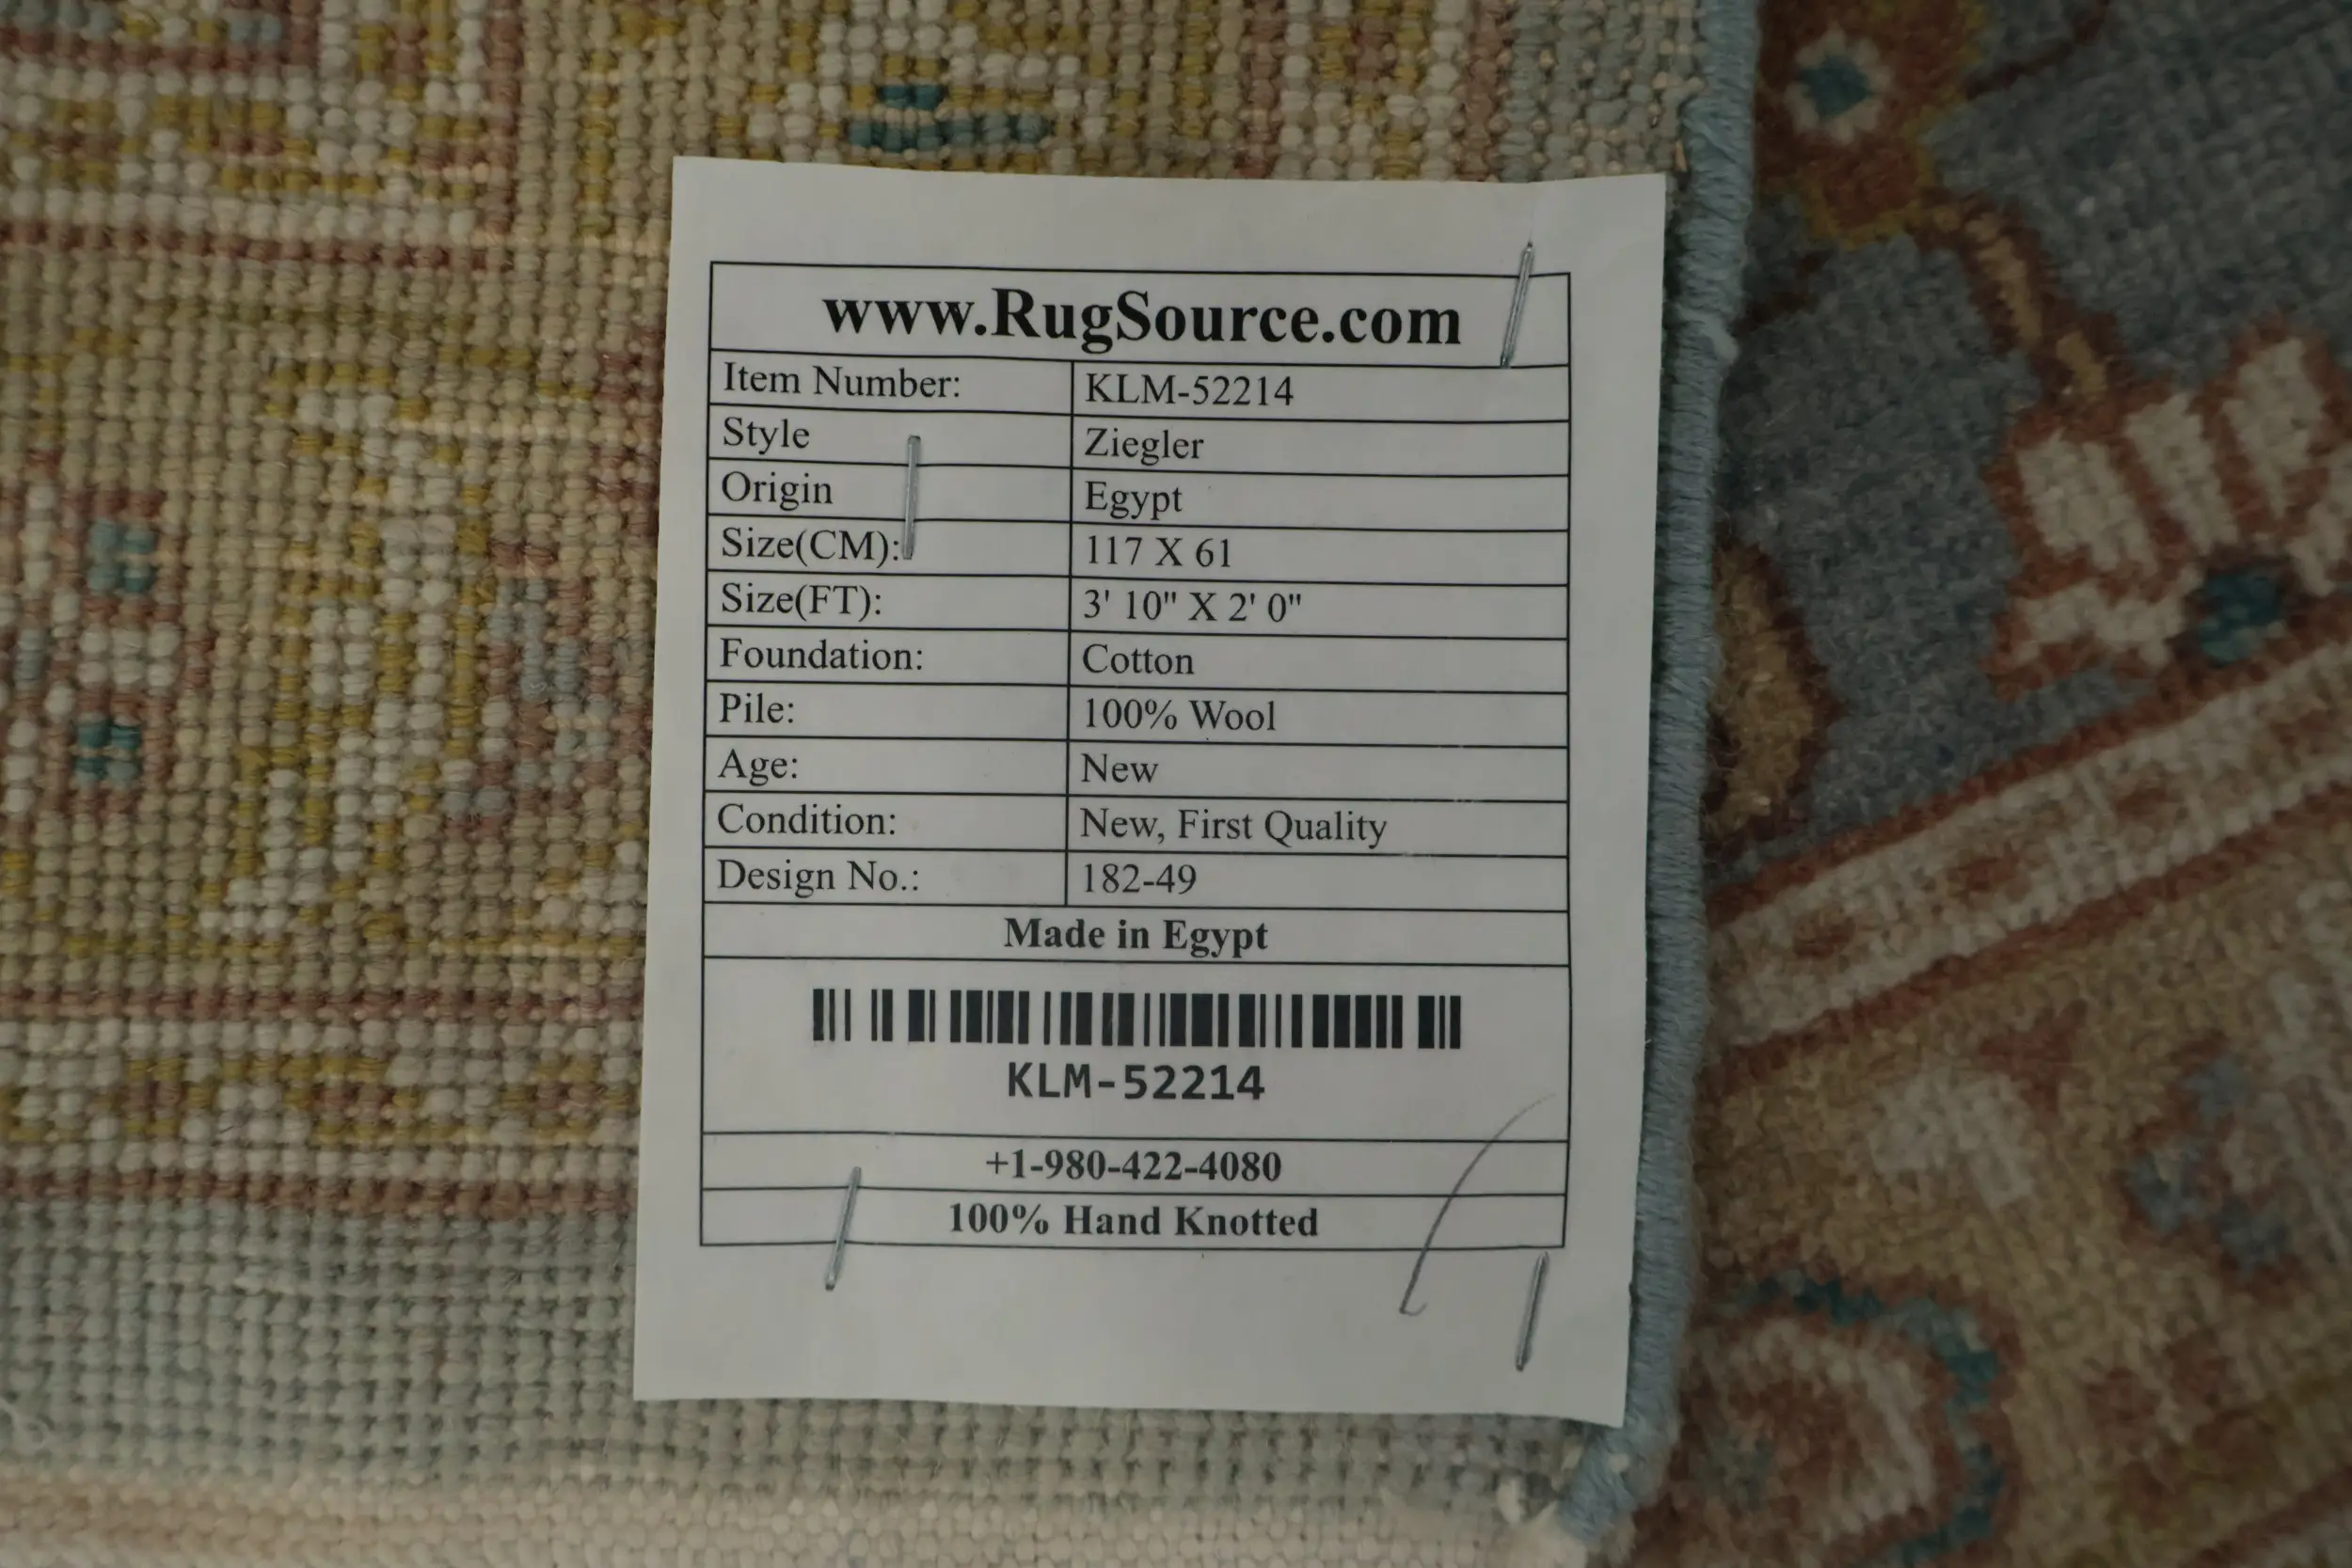 www.RugSource.com
Item Number: KLM-52214
Style Ziegler
Origin Egypt
Size(CM): 117 X 61
Size(FT): 3' 10" X 2' 0"
Foundation: Cotton
Pile: 100% Wool
Age: New
Condition: New, First Quality
Design No.: 182-49
Made in Egypt
KLM-52214
+1-980-422-4080
100% Hand Knotted